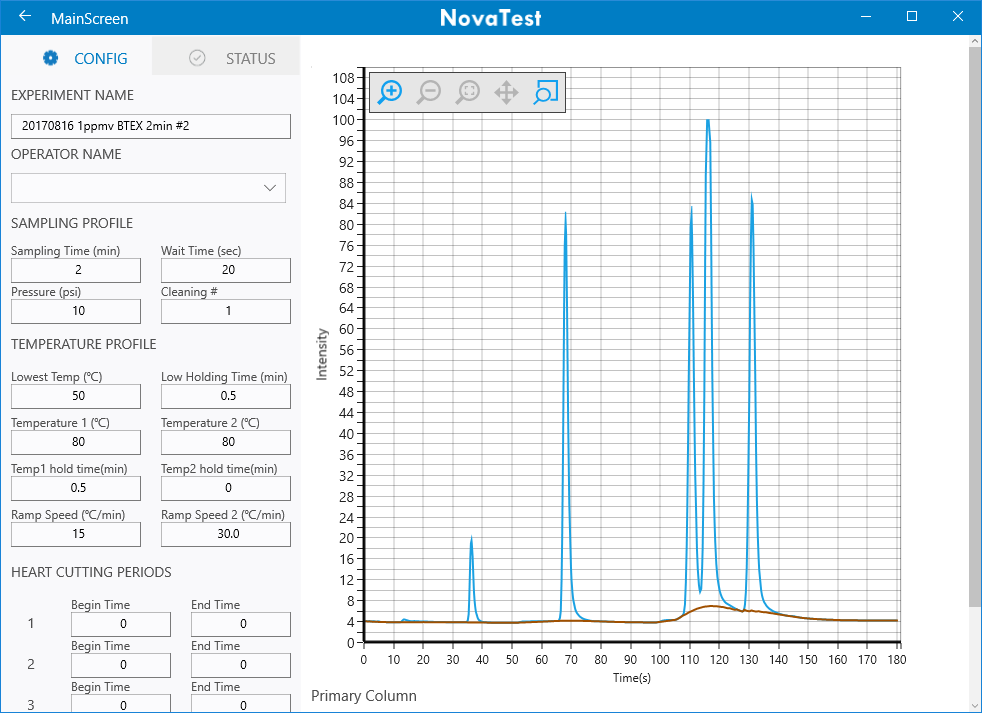 MainScreen
NovaTest
CONFIG
STATUS
EXPERIMENT NAME
20170816 1ppmv BTEX 2min #2
OPERATOR NAME
SAMPLING PROFILE
Sampling Time (min) Wait Time (sec)
2 20
Pressure (psi) Cleaning #
10 1
TEMPERATURE PROFILE
Lowest Temp (℃) Low Holding Time (min)
50 0.5
Temperature 1 (℃) Temperature 2 (℃)
80 80
Temp1 hold time(min) Temp2 hold time(min)
0.5 0
Ramp Speed (℃/min) Ramp Speed 2 (℃/min)
15 30.0
HEART CUTTING PERIODS
Begin Time End Time
1 0 0
Begin Time End Time
2 0 0
Begin Time End Time
3 0 0
108
104
100
96
92
88
84
80
76
72
68
64
60
56
52
48
44
40
36
32
28
24
20
16
12
8
4
0
Intensity
0 10 20 30 40 50 60 70 80 90 100 110 120 130 140 150 160 170 180
Time(s)
Primary Column